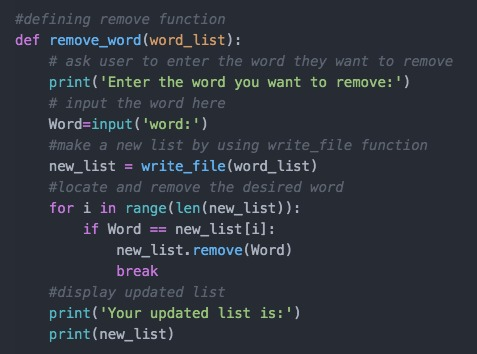 #defining remove function
def remove_word(word_list):
    # ask user to enter the word they want to remove
    print('Enter the word you want to remove:')
    # input the word here
    Word=input('word:')
    #make a new list by using write_file function
    new_list = write_file(word_list)
    #locate and remove the desired word
    for i in range(len(new_list)):
        if Word == new_list[i]:
            new_list.remove(Word)
            break
    #display updated list
    print('Your updated list is:')
    print(new_list)